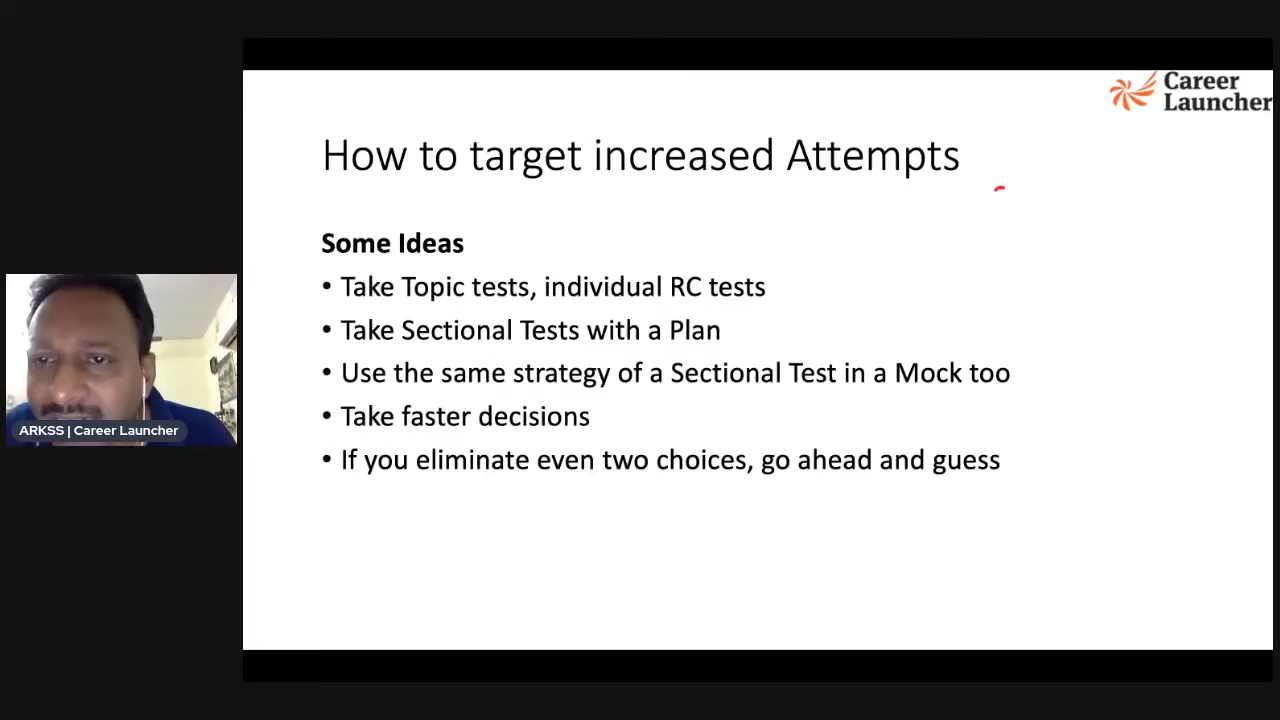 Career
Launcher
How to target increased Attempts
Some Ideas
• Take Topic tests, individual RC tests
• Take Sectional Tests with a Plan
• Use the same strategy of a Sectional Test in a Mock too
• Take faster decisions
• If you eliminate even two choices, go ahead and guess
ARKSS | Career Launcher